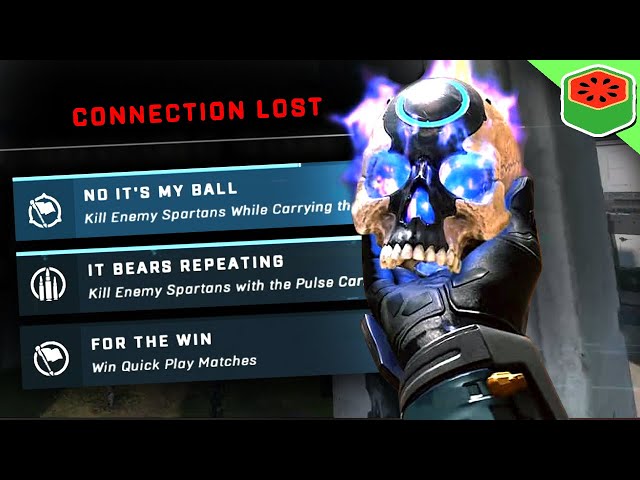 CONNECTION LOST
NO IT'S MY BALL
Kill Enemy Spartans While Carrying th
IT BEARS REPEATING
Kill Enemy Spartans with the Pulse Car
FOR THE WIN
Win Quick Play Matches